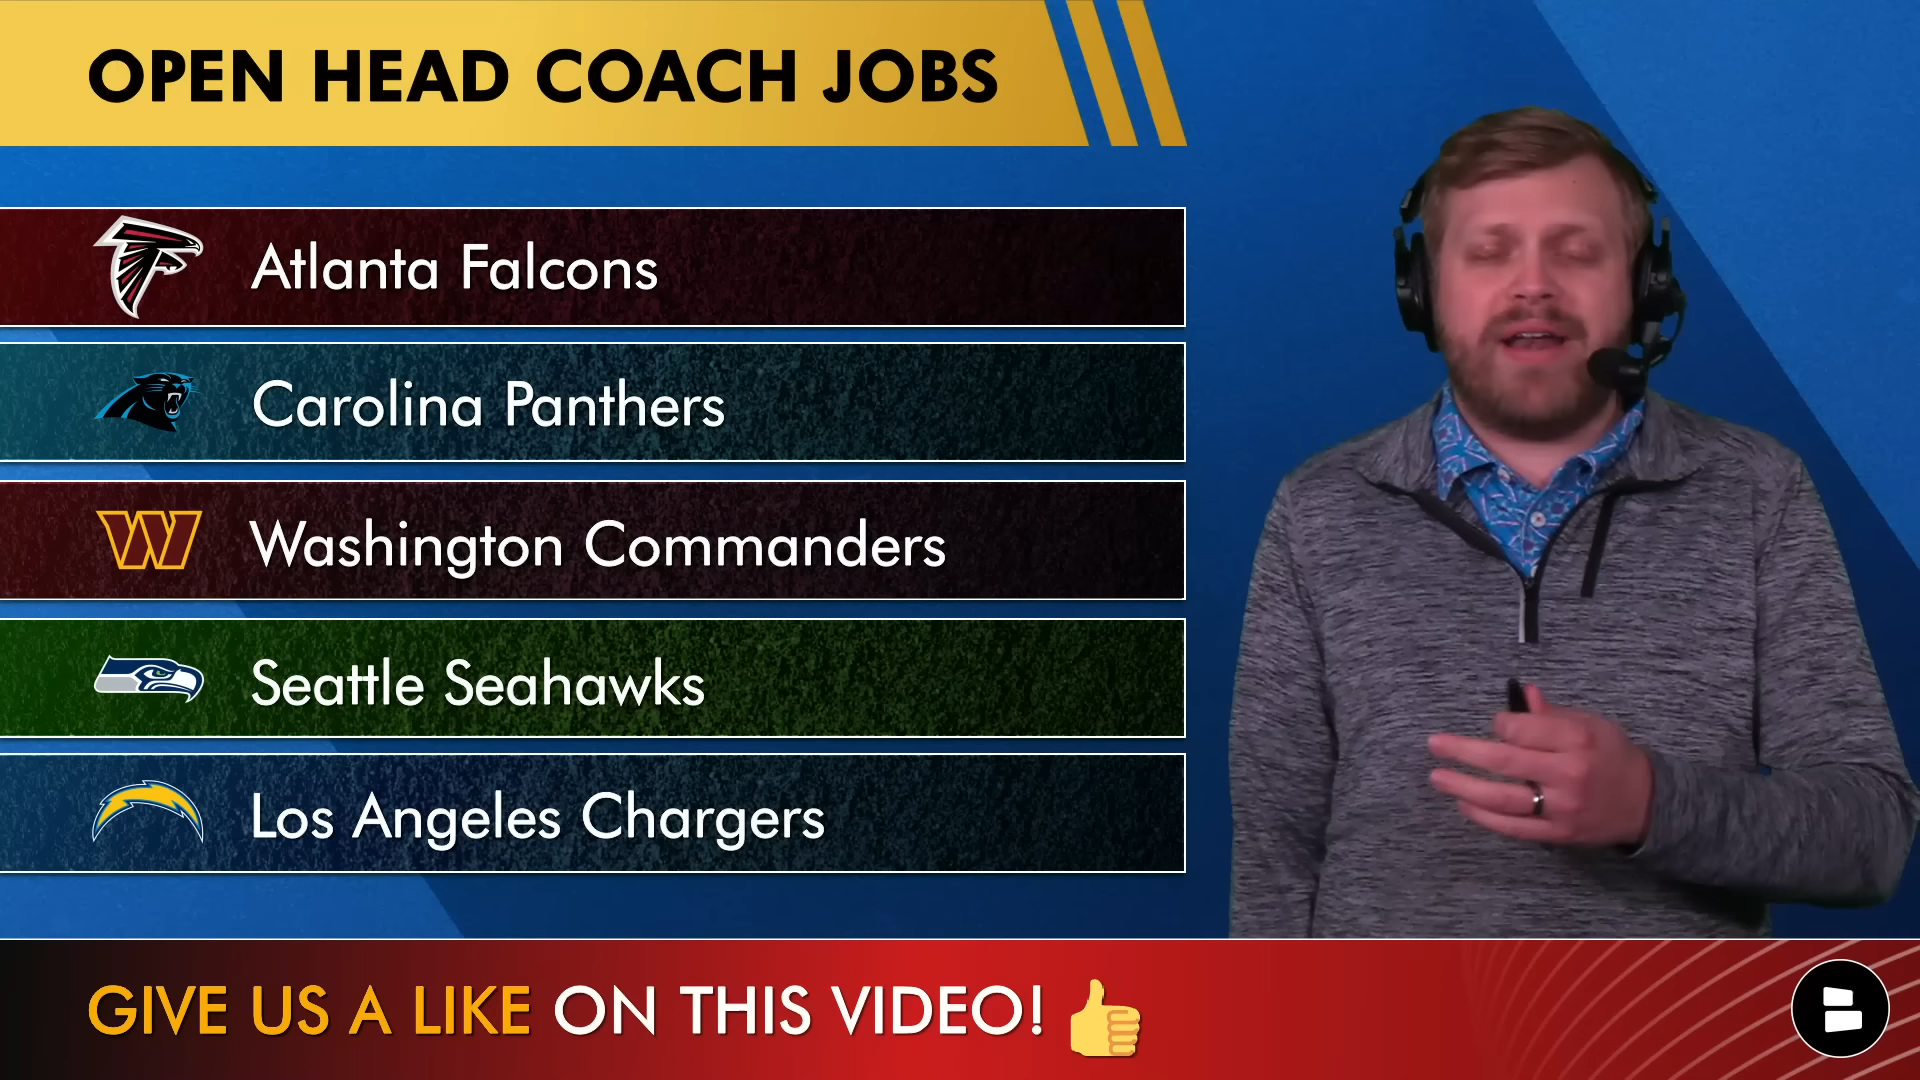 OPEN HEAD COACH JOBS
Atlanta Falcons
Carolina Panthers
Washington Commanders
Seattle Seahawks
Los Angeles Chargers
GIVE US A LIKE ON THIS VIDEO!